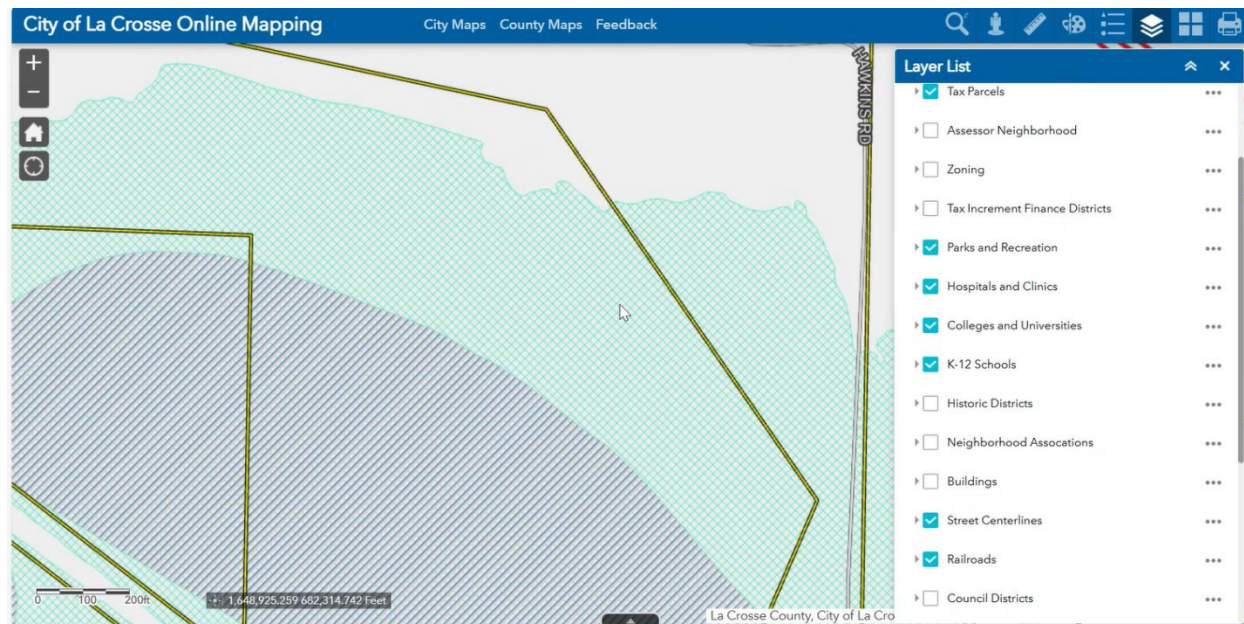 City of La Crosse Online Mapping
City Maps County Maps Feedback
HAWKINS RD
Layer List
Tax Parcels
Assessor Neighborhood
Zoning
Tax Increment Finance Districts
Parks and Recreation
Hospitals and Clinics
Colleges and Universities
K-12 Schools
Historic Districts
Neighborhood Assocations
Buildings
Street Centerlines
Railroads
Council Districts
0 100 200ft
1,648,925.259 682,314.742 Feet
La Crosse County, City of La Cro